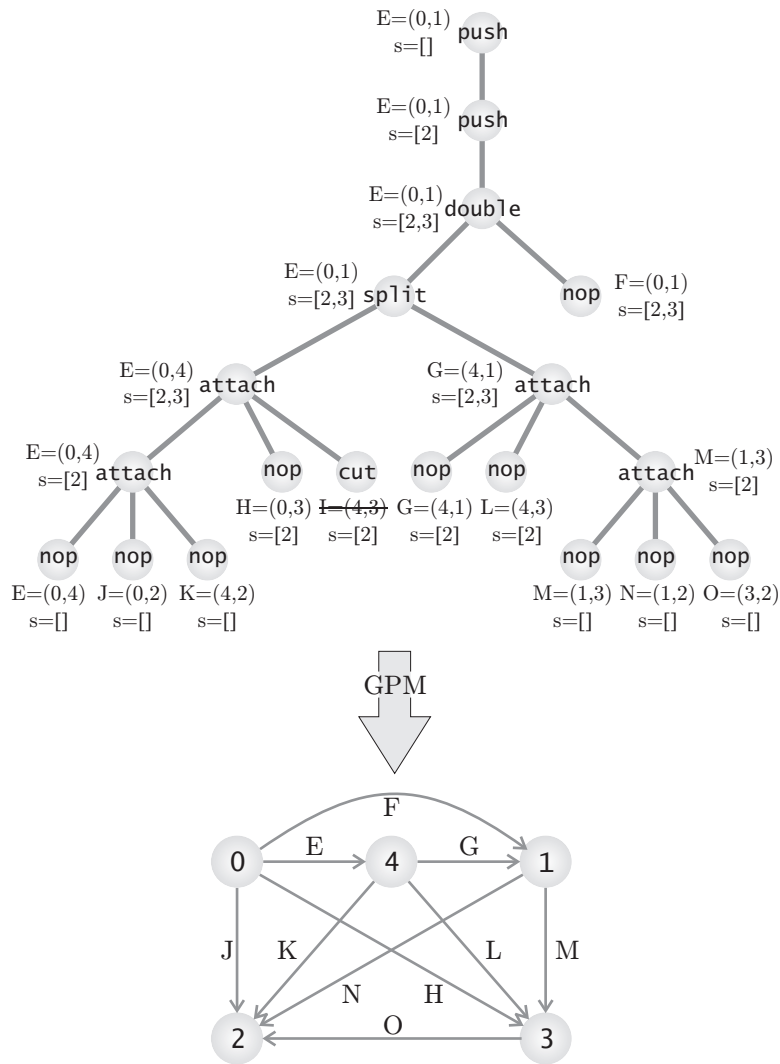 E=(0,1) push
s=[]
E=(0,1) push
s=[2]
E=(0,1) double
s=[2,3]
E=(0,1) split
s=[2,3]
nop F=(0,1)
s=[2,3]
E=(0,4) attach
s=[2,3]
G=(4,1) attach
s=[2,3]
E=(0,4) attach
s=[2]
nop
H=(0,3)
s=[2]
cut
I=(4,3)
s=[2]
nop
G=(4,1)
s=[2]
nop
L=(4,3)
s=[2]
attach M=(1,3)
s=[2]
nop nop nop
E=(0,4) J=(0,2) K=(4,2)
s=[] s=[] s=[]
nop nop nop
M=(1,3) N=(1,2) O=(3,2)
s=[] s=[] s=[]
GPM
F
0 E 4 G 1
J K L M
N H
2 O 3